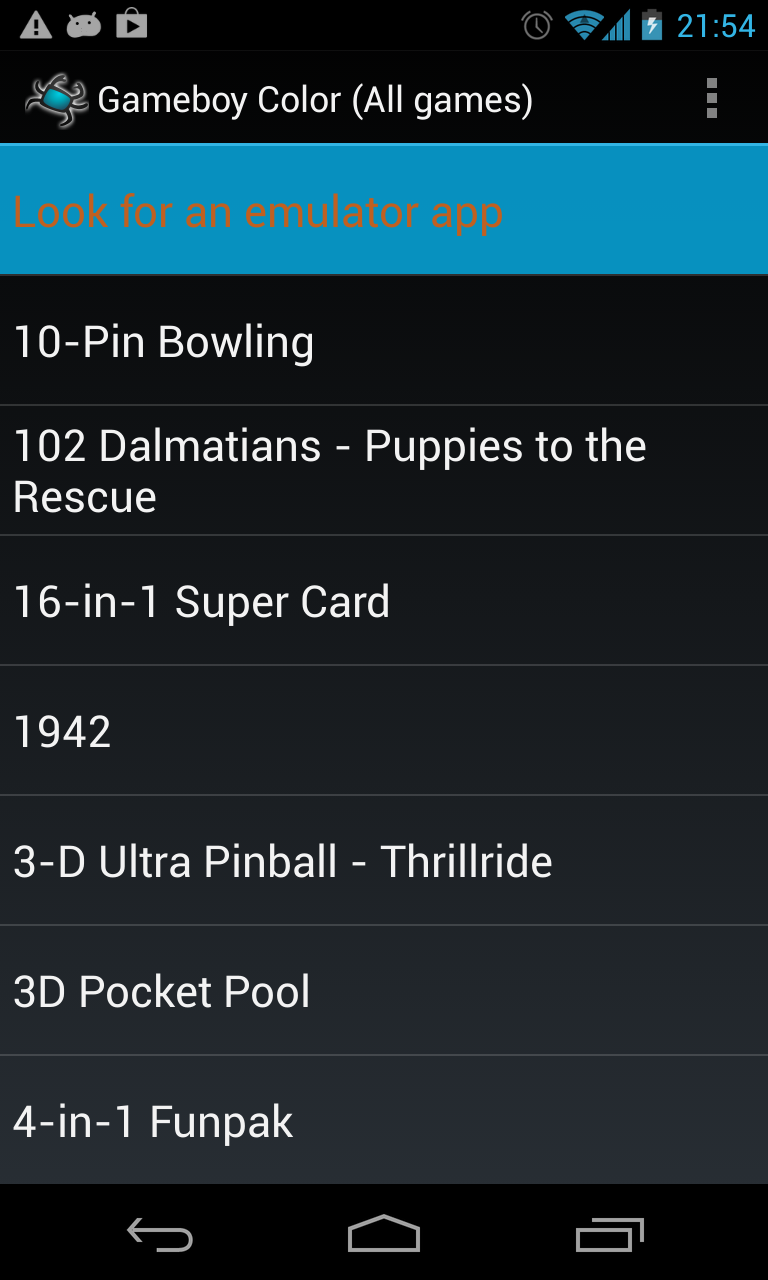 21:54
Gameboy Color (All games)
Look for an emulator app
10-Pin Bowling
102 Dalmatians - Puppies to the
Rescue
16-in-1 Super Card
1942
3-D Ultra Pinball - Thrillride
3D Pocket Pool
4-in-1 Funpak